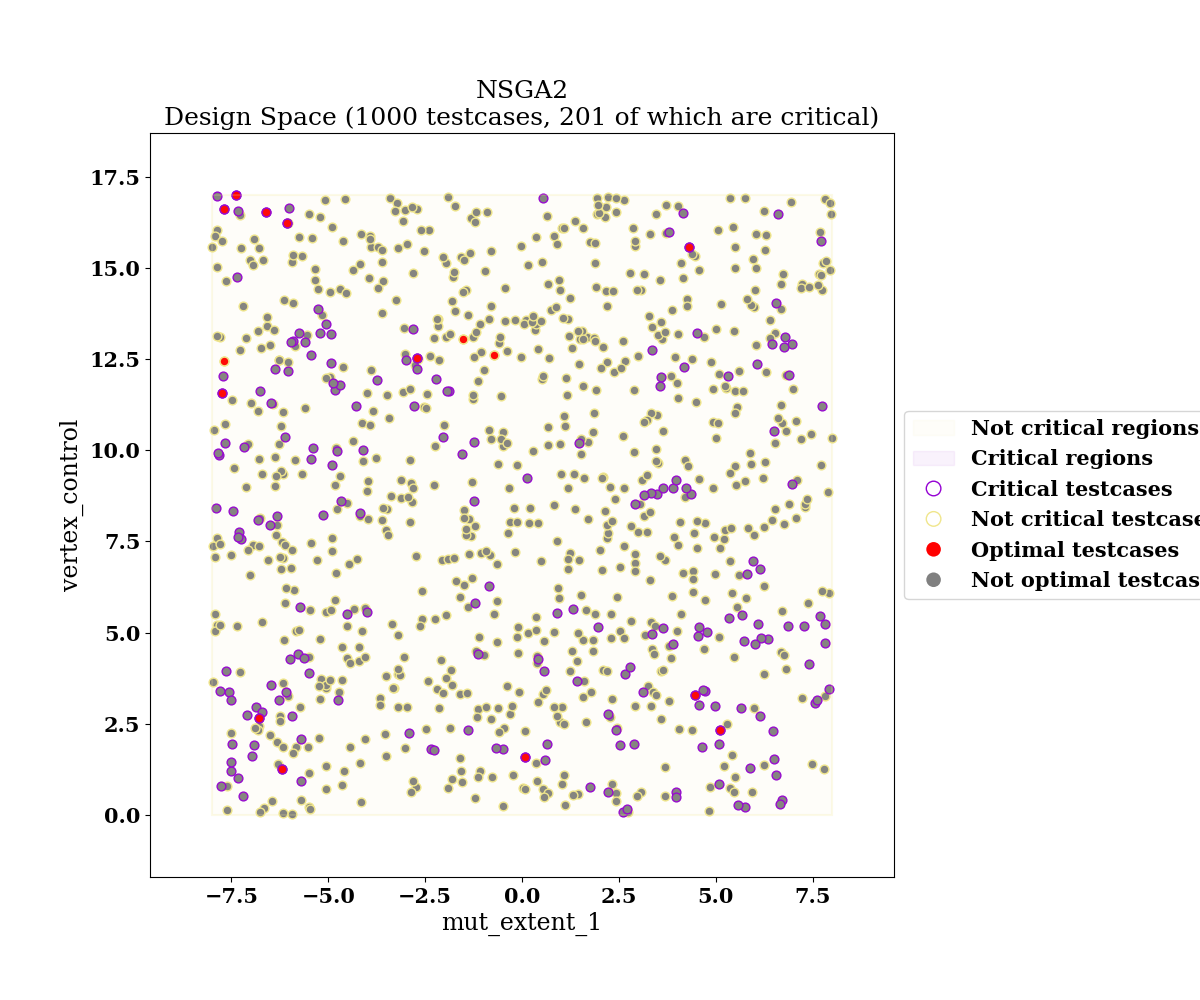 NSGA2
Design Space (1000 testcases, 201 of which are critical)
17.5
15.0
12.5
10.0
7.5
5.0
2.5
0.0
vertex_control
−7.5
−5.0
−2.5
0.0
2.5
5.0
7.5
mut_extent_1
Not critical regions
Critical regions
Critical testcases
Not critical testcase
Optimal testcases
Not optimal testcas